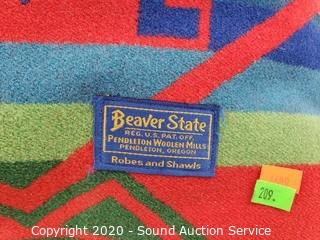 Beaver State
REG. U.S. PAT. OFF.
PENDLETON WOOLEN MILLS
PENDLETON, OREGON
Robes and Shawls
209.
Copyright 2020 - Sound Auction Service